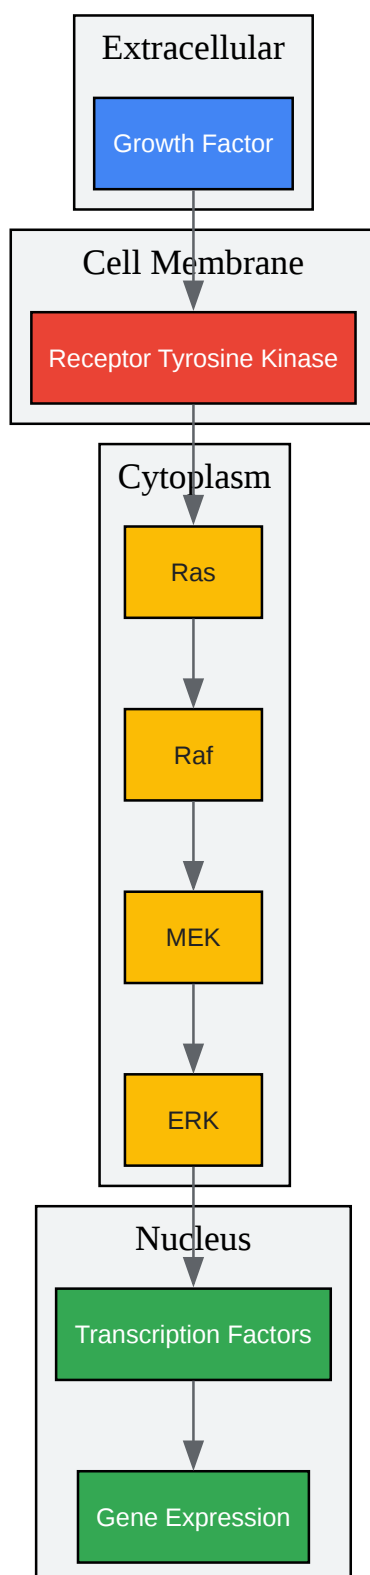 Extracellular
Growth Factor
Cell Membrane
Receptor Tyrosine Kinase
Cytoplasm
Ras
Raf
MEK
ERK
Nucleus
Transcription Factors
Gene Expression